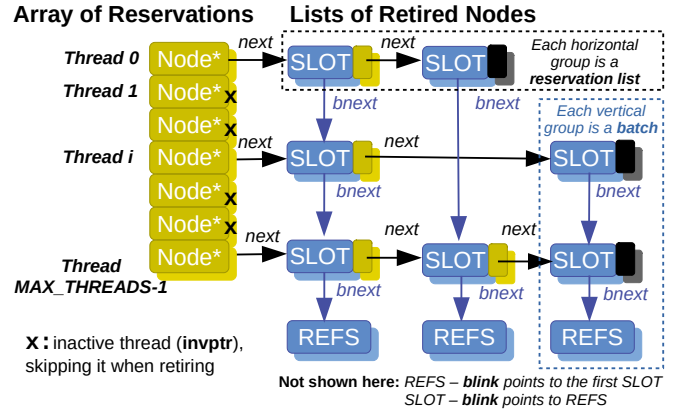 Array of Reservations
Lists of Retired Nodes
Thread 0
Node*
next
SLOT
next
SLOT
Each horizontal
group is a
reservation list
Thread 1
Node*
x
bnext
bnext
Node*
x
Each vertical
group is a batch
Thread i
Node*
next
SLOT
next
SLOT
Node*
x
bnext
bnext
Node*
x
Thread
MAX_THREADS-1
Node*
next
SLOT
next
SLOT
next
SLOT
bnext
bnext
bnext
REFS
REFS
REFS
x : inactive thread (invptr),
skipping it when retiring
Not shown here: REFS – blink points to the first SLOT
SLOT – blink points to REFS